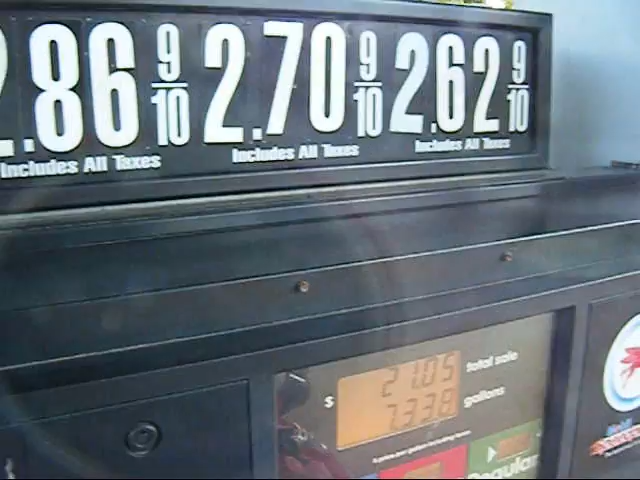 .86 9/10 2.70 9/10 2.62 9/10
Includes All Taxes Includes All Taxes Includes All Taxes
$ 21.05 total sale
7.338 gallons
Regular